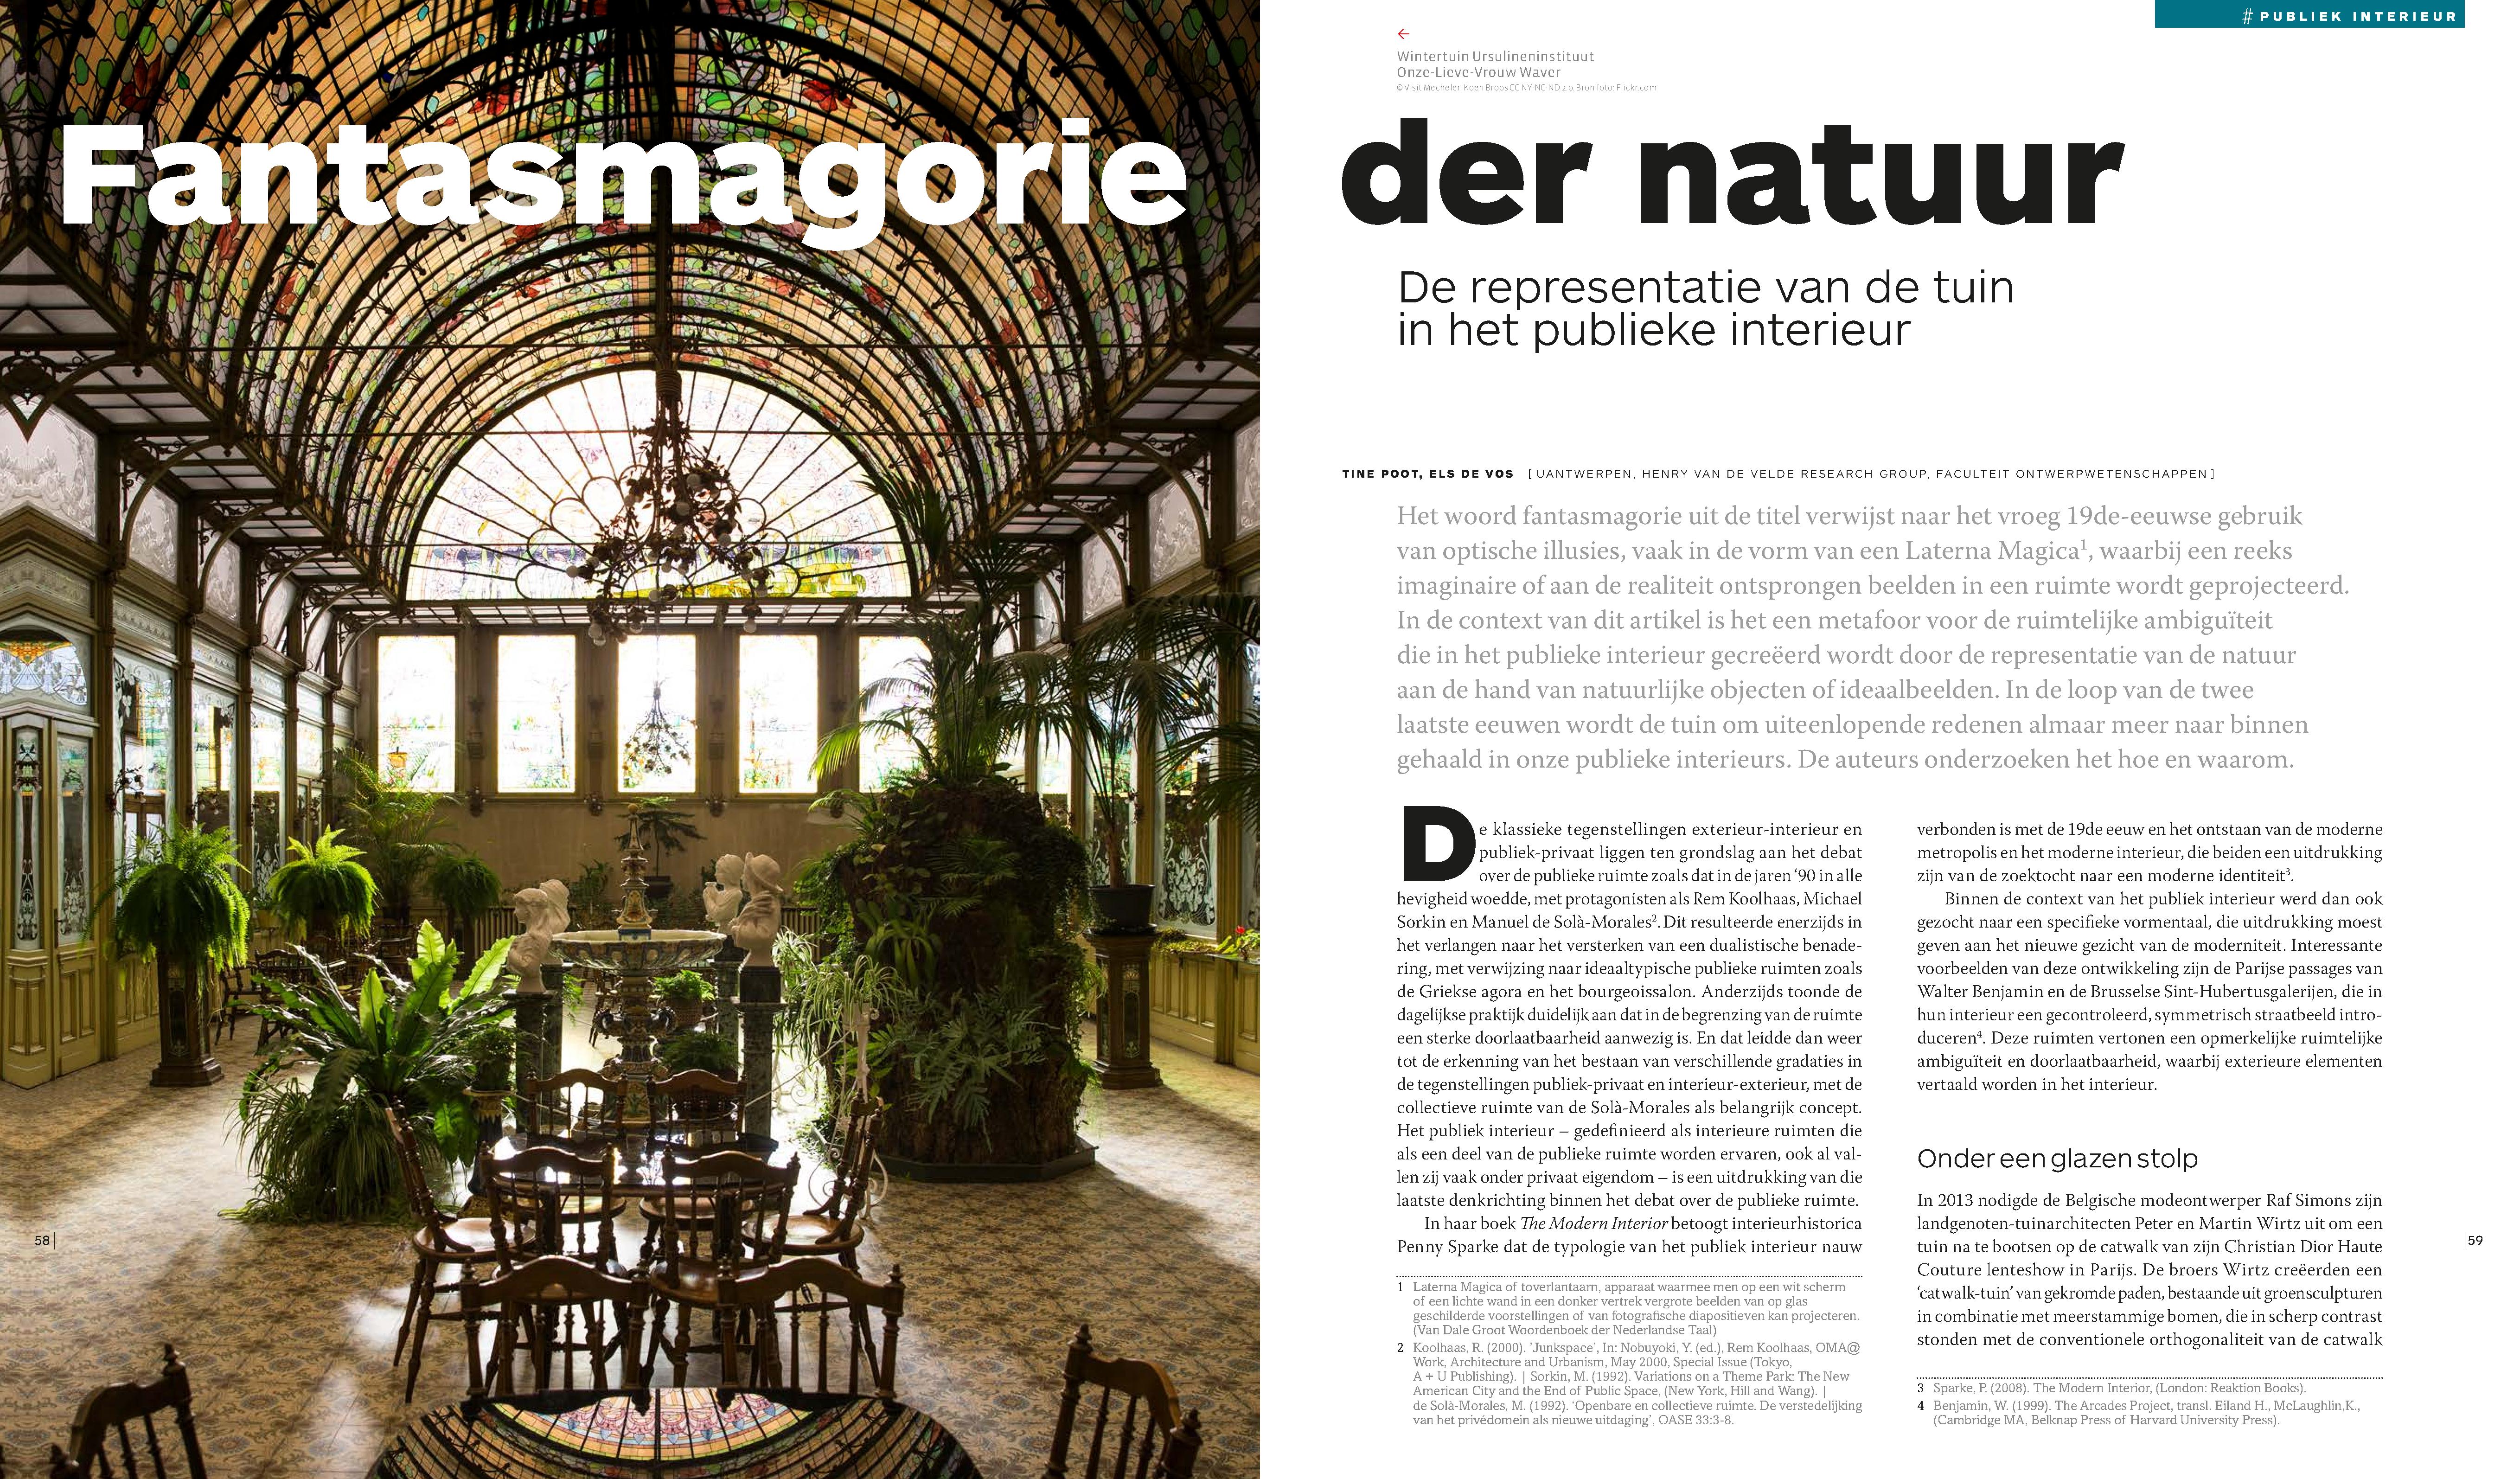 # PUBLIEK INTERIEUR
←
Wintertuin Ursulineninstituut
Onze-Lieve-Vrouw Waver
© Visit Mechelen Koen Broos CC NY-NC-ND 2.0. Bron foto: Flickr.com
Fantasmagorie der natuur
De representatie van de tuin
in het publieke interieur
TINE POOT, ELS DE VOS [ UANTWERPEN, HENRY VAN DE VELDE RESEARCH GROUP, FACULTEIT ONTWERPWETENSCHAPPEN ]
Het woord fantasmagorie uit de titel verwijst naar het vroeg 19de-eeuwse gebruik
van optische illusies, vaak in de vorm van een Laterna Magica¹, waarbij een reeks
imaginaire of aan de realiteit ontsprongen beelden in een ruimte wordt geprojecteerd.
In de context van dit artikel is het een metafoor voor de ruimtelijke ambiguïteit
die in het publieke interieur gecreëerd wordt door de representatie van de natuur
aan de hand van natuurlijke objecten of ideaalbeelden. In de loop van de twee
laatste eeuwen wordt de tuin om uiteenlopende redenen almaar meer naar binnen
gehaald in onze publieke interieurs. De auteurs onderzoeken het hoe en waarom.
De klassieke tegenstellingen exterieur-interieur en
publiek-privaat liggen ten grondslag aan het debat
over de publieke ruimte zoals dat in de jaren ‘90 in alle
hevigheid woedde, met protagonisten als Rem Koolhaas, Michael
Sorkin en Manuel de Solà-Morales². Dit resulteerde enerzijds in
het verlangen naar het versterken van een dualistische benade-
ring, met verwijzing naar ideaaltypische publieke ruimten zoals
de Griekse agora en het bourgeoissalon. Anderzijds toonde de
dagelijkse praktijk duidelijk aan dat in de begrenzing van de ruimte
een sterke doorlaatbaarheid aanwezig is. En dat leidde dan weer
tot de erkenning van het bestaan van verschillende gradaties in
de tegenstellingen publiek-privaat en interieur-exterieur, met de
collectieve ruimte van de Solà-Morales als belangrijk concept.
Het publiek interieur – gedefinieerd als interieure ruimten die
als een deel van de publieke ruimte worden ervaren, ook al val-
len zij vaak onder privaat eigendom – is een uitdrukking van die
laatste denkrichting binnen het debat over de publieke ruimte.
In haar boek The Modern Interior betoogt interieurhistorica
Penny Sparke dat de typologie van het publiek interieur nauw
1 Laterna Magica of toverlantaarn, apparaat waarmee men op een wit scherm
of een lichte wand in een donker vertrek vergrote beelden van op glas
geschilderde voorstellingen of van fotografische diapositieven kan projecteren.
(Van Dale Groot Woordenboek der Nederlandse Taal)
2 Koolhaas, R. (2000). 'Junkspace', In: Nobuyoki, Y. (ed.), Rem Koolhaas, OMA@
Work, Architecture and Urbanism, May 2000, Special Issue (Tokyo,
A + U Publishing). | Sorkin, M. (1992). Variations on a Theme Park: The New
American City and the End of Public Space, (New York, Hill and Wang). |
de Solà-Morales, M. (1992). 'Openbare en collectieve ruimte. De verstedelijking
van het privédomein als nieuwe uitdaging', OASE 33:3-8.
verbonden is met de 19de eeuw en het ontstaan van de moderne
metropolis en het moderne interieur, die beiden een uitdrukking
zijn van de zoektocht naar een moderne identiteit³.
Binnen de context van het publiek interieur werd dan ook
gezocht naar een specifieke vormentaal, die uitdrukking moest
geven aan het nieuwe gezicht van de moderniteit. Interessante
voorbeelden van deze ontwikkeling zijn de Parijse passages van
Walter Benjamin en de Brusselse Sint-Hubertusgalerijen, die in
hun interieur een gecontroleerd, symmetrisch straatbeeld intro-
duceren⁴. Deze ruimten vertonen een opmerkelijke ruimtelijke
ambiguïteit en doorlaatbaarheid, waarbij exterieure elementen
vertaald worden in het interieur.
Onder een glazen stolp
In 2013 nodigde de Belgische modeontwerper Raf Simons zijn
landgenoten-tuinarchitecten Peter en Martin Wirtz uit om een
tuin na te bootsen op de catwalk van zijn Christian Dior Haute
Couture lenteshow in Parijs. De broers Wirtz creëerden een
‘catwalk-tuin’ van gekromde paden, bestaande uit groensculpturen
in combinatie met meerstammige bomen, die in scherp contrast
stonden met de conventionele orthogonaliteit van de catwalk
3 Sparke, P. (2008). The Modern Interior, (London: Reaktion Books).
4 Benjamin, W. (1999). The Arcades Project, transl. Eiland H., McLaughlin,K.,
(Cambridge MA, Belknap Press of Harvard University Press).
58
59